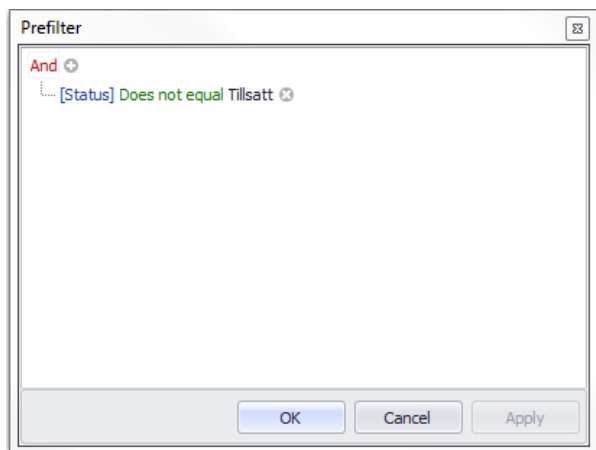 Prefilter
And
[Status] Does not equal Tillsatt
OK Cancel Apply